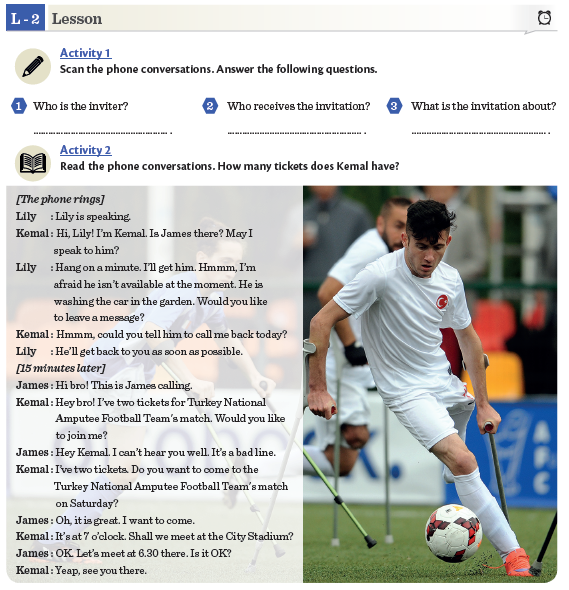 L - 2 Lesson
Activity 1
Scan the phone conversations. Answer the following questions.
1 Who is the inviter?
2 Who receives the invitation?
3 What is the invitation about?
.................................................. .
.................................................. .
.................................................. .
Activity 2
Read the phone conversations. How many tickets does Kemal have?
[The phone rings]
Lily : Lily is speaking.
Kemal : Hi, Lily! I'm Kemal. Is James there? May I
speak to him?
Lily : Hang on a minute. I'll get him. Hmmm, I'm
afraid he isn't available at the moment. He is
washing the car in the garden. Would you like
to leave a message?
Kemal : Hmmm, could you tell him to call me back today?
Lily : He'll get back to you as soon as possible.
[15 minutes later]
James : Hi bro! This is James calling.
Kemal : Hey bro! I've two tickets for Turkey National
Amputee Football Team's match. Would you like
to join me?
James : Hey Kemal. I can't hear you well. It's a bad line.
Kemal : I've two tickets. Do you want to come to the
Turkey National Amputee Football Team's match
on Saturday?
James : Oh, it is great. I want to come.
Kemal : It's at 7 o'clock. Shall we meet at the City Stadium?
James : OK. Let's meet at 6.30 there. Is it OK?
Kemal : Yeap, see you there.